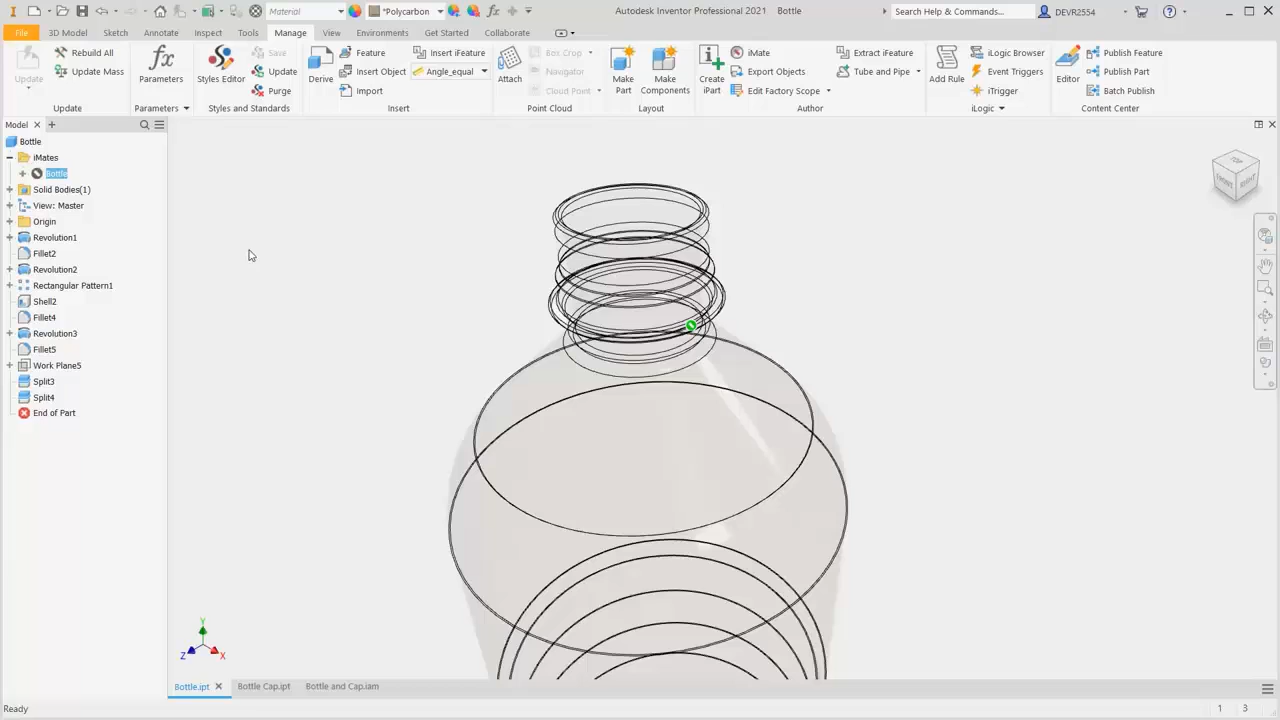 Material
*Polycarbon
Autodesk Inventor Professional 2021 Bottle
Search Help & Commands...
DEVR2554
File 3D Model Sketch Annotate Inspect Tools Manage View Environments Get Started Collaborate
Update
Rebuild All
Update Mass
Update
Parameters
Parameters
Styles Editor
Save
Update
Purge
Styles and Standards
Derive
Feature
Insert Object
Import
Insert iFeature
Angle_equal
Insert
Attach
Box Crop
Navigator
Cloud Point
Point Cloud
Make Part
Make Components
Layout
Create iPart
iMate
Export Objects
Edit Factory Scope
Extract iFeature
Tube and Pipe
Author
Add Rule
iLogic Browser
Event Triggers
iTrigger
iLogic
Editor
Publish Feature
Publish Part
Batch Publish
Content Center
Model
Bottle
iMates
Bottle
Solid Bodies(1)
View: Master
Origin
Revolution1
Fillet2
Revolution2
Rectangular Pattern1
Shell2
Fillet4
Revolution3
Fillet5
Work Plane5
Split3
Split4
End of Part
TOP
FRONT
RIGHT
Y
Z
X
Bottle.ipt Bottle Cap.ipt Bottle and Cap.iam
Ready 1 3